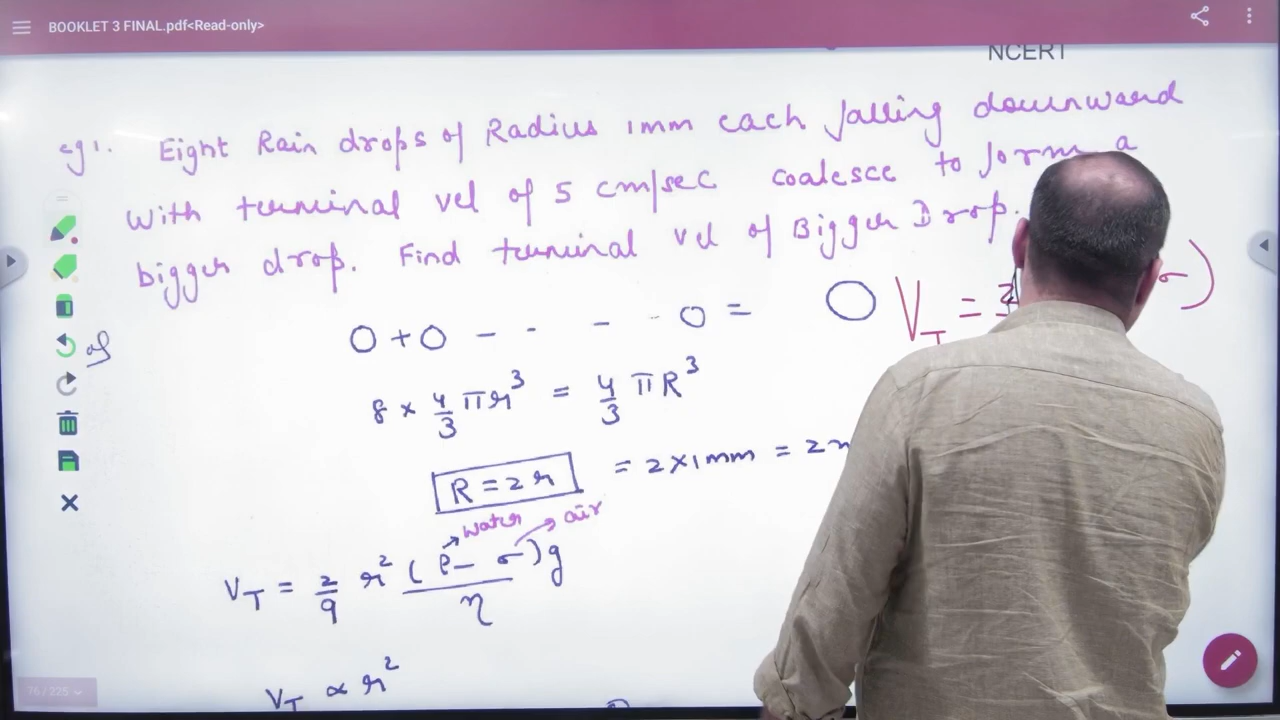 BOOKLET 3 FINAL.pdf<Read-only>
NCERT
eg1. Eight Rain drops of Radius 1mm each falling downward
with terminal vel of 5 cm/sec coalesce to form a
bigger drop. Find terminal vel of Bigger Drop.
O + O - - - - O = O
V_T = 2 σ)
8 × 4/3 πr³ = 4/3 πR³
R = 2r = 2×1mm = 2
water air
V_T = 2/9 r² (ρ - σ)g / η
V_T ∝ r²
76 / 225